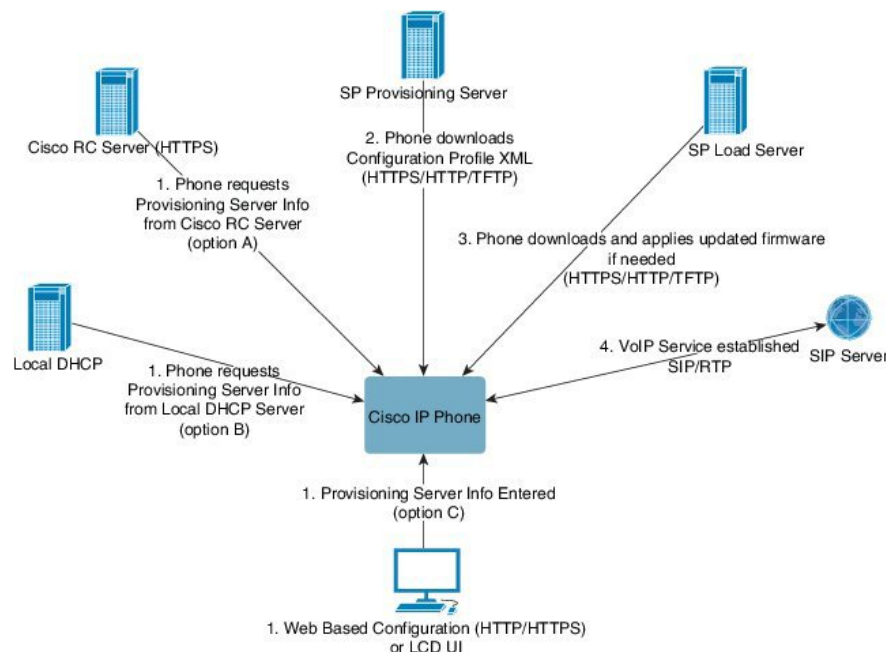 SP Provisioning Server
Cisco RC Server (HTTPS)
SP Load Server
2. Phone downloads
Configuration Profile XML
(HTTPS/HTTP/TFTP)
1. Phone requests
Provisioning Server Info
from Cisco RC Server
(option A)
3. Phone downloads and applies updated firmware
if needed
(HTTPS/HTTP/TFTP)
Local DHCP
1. Phone requests
Provisioning Server Info
from Local DHCP Server
(option B)
4. VoIP Service established
SIP/RTP
SIP Server
Cisco IP Phone
1. Provisioning Server Info Entered
(option C)
1. Web Based Configuration (HTTP/HTTPS)
or LCD UI